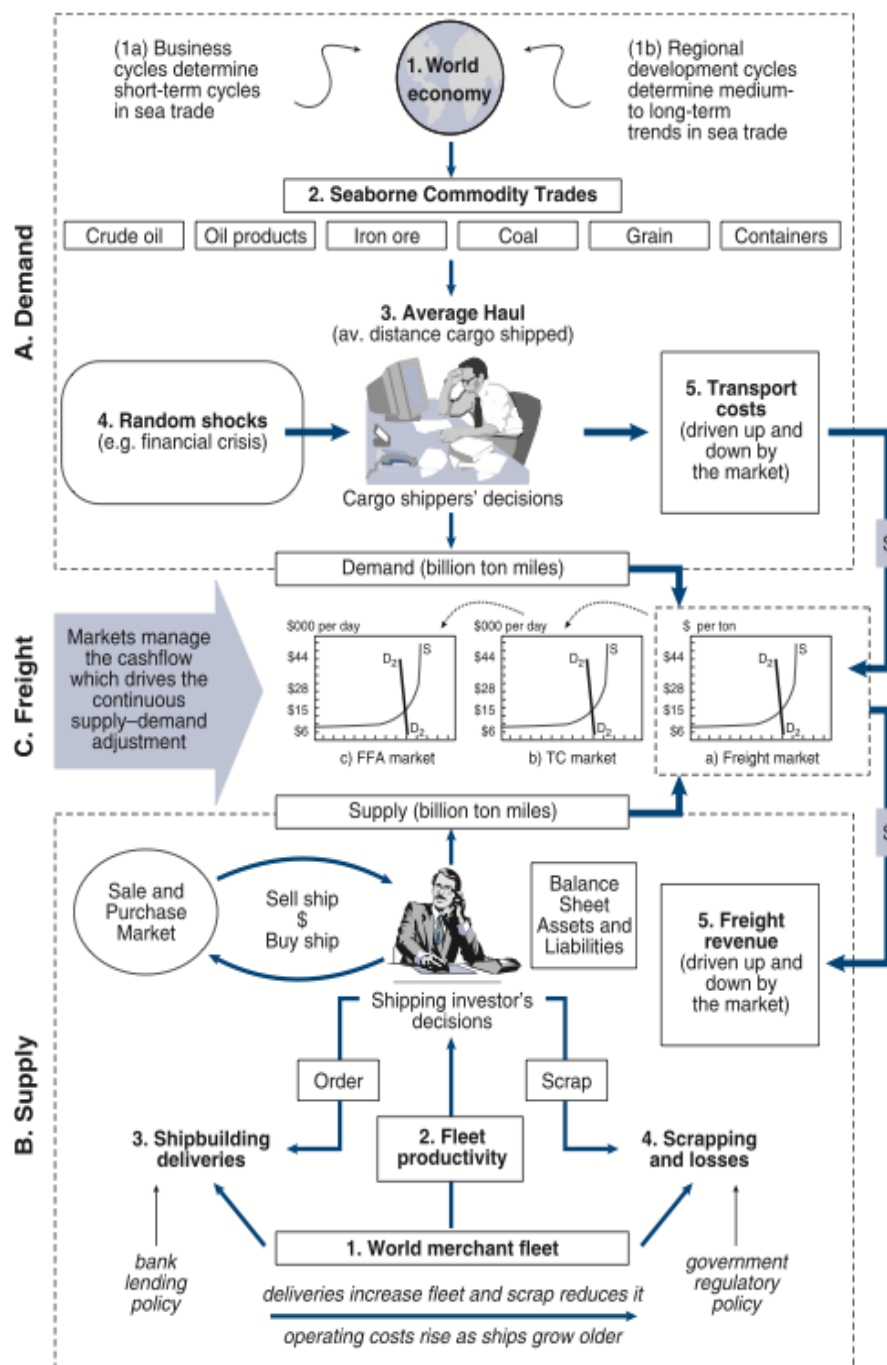 (1a) Business
cycles determine
short-term cycles
in sea trade
1. World
economy
(1b) Regional
development cycles
determine medium-
to long-term
trends in sea trade
2. Seaborne Commodity Trades
Crude oil
Oil products
Iron ore
Coal
Grain
Containers
A. Demand
3. Average Haul
(av. distance cargo shipped)
4. Random shocks
(e.g. financial crisis)
Cargo shippers' decisions
5. Transport
costs
(driven up and
down by
the market)
$
Demand (billion ton miles)
C. Freight
Markets manage
the cashflow
which drives the
continuous
supply–demand
adjustment
$000 per day
$44
$28
$15
$6
D2
S
D2
c) FFA market
$000 per day
$44
$28
$15
$6
D2
S
D2
b) TC market
$ per ton
$44
$28
$15
$6
D2
S
D2
a) Freight market
$
Supply (billion ton miles)
B. Supply
Sale and
Purchase
Market
Sell ship
$
Buy ship
Shipping investor's
decisions
Balance
Sheet
Assets and
Liabilities
5. Freight
revenue
(driven up and
down by
the market)
Order
Scrap
3. Shipbuilding
deliveries
2. Fleet
productivity
4. Scrapping
and losses
bank
lending
policy
1. World merchant fleet
government
regulatory
policy
deliveries increase fleet and scrap reduces it
operating costs rise as ships grow older